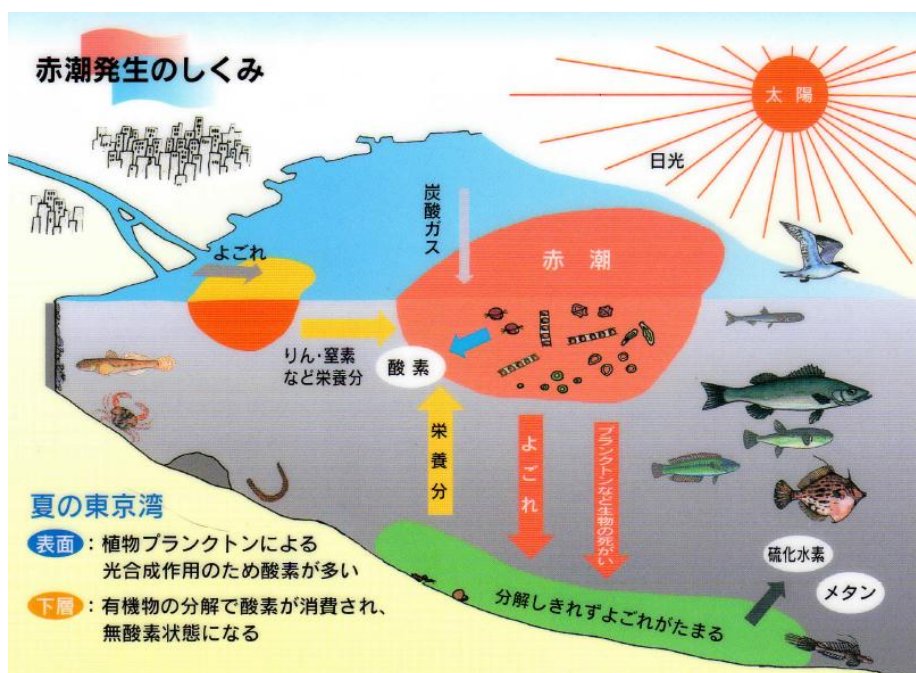 赤潮発生のしくみ
太陽
日光
炭酸ガス
よごれ
赤潮
りん・窒素
など栄養分
酸素
栄養分
よごれ
プランクトンなど生物の死がい
夏の東京湾
表面:植物プランクトンによる
光合成作用のため酸素が多い
下層:有機物の分解で酸素が消費され、
無酸素状態になる
分解しきれずよごれがたまる
硫化水素
メタン